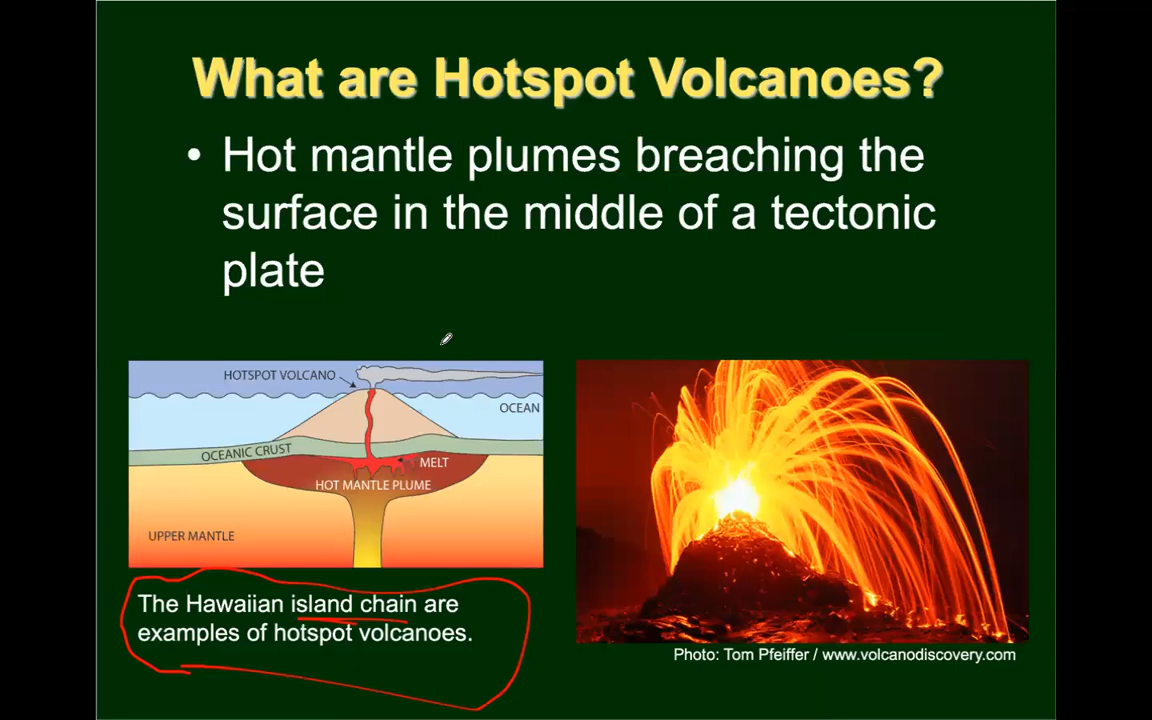 What are Hotspot Volcanoes?
• Hot mantle plumes breaching the
surface in the middle of a tectonic
plate
HOTSPOT VOLCANO
OCEAN
OCEANIC CRUST
MELT
HOT MANTLE PLUME
UPPER MANTLE
The Hawaiian island chain are
examples of hotspot volcanoes.
Photo: Tom Pfeiffer / www.volcanodiscovery.com